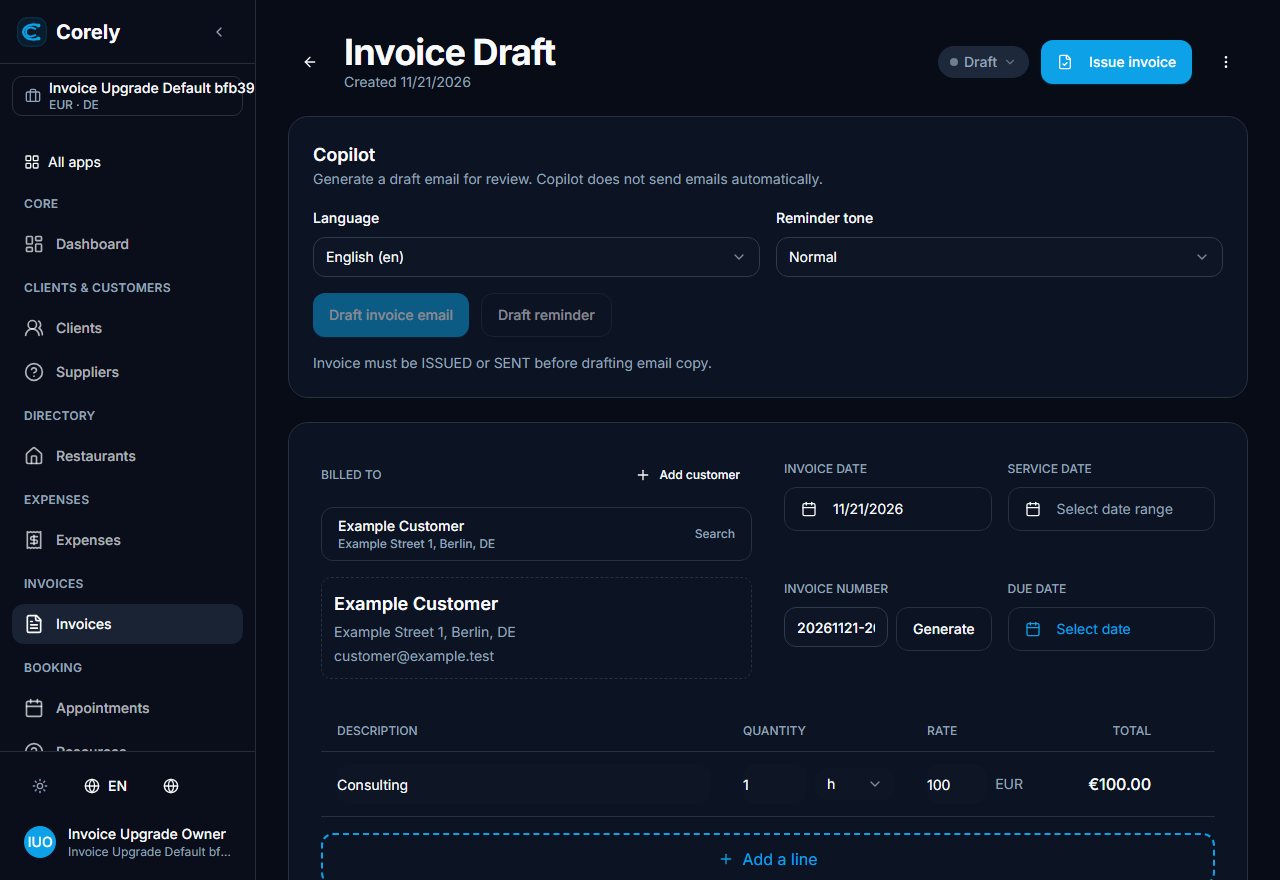 Corely
Invoice Upgrade Default bfb39
EUR · DE
All apps
CORE
Dashboard
CLIENTS & CUSTOMERS
Clients
Suppliers
DIRECTORY
Restaurants
EXPENSES
Expenses
INVOICES
Invoices
BOOKING
Appointments
Resources
EN
IUO
Invoice Upgrade Owner
Invoice Upgrade Default bf...
Invoice Draft
Created 11/21/2026
Draft
Issue invoice
Copilot
Generate a draft email for review. Copilot does not send emails automatically.
Language
Reminder tone
English (en)
Normal
Draft invoice email
Draft reminder
Invoice must be ISSUED or SENT before drafting email copy.
BILLED TO
Add customer
Example Customer
Example Street 1, Berlin, DE
Search
Example Customer
Example Street 1, Berlin, DE
customer@example.test
INVOICE DATE
SERVICE DATE
11/21/2026
Select date range
INVOICE NUMBER
DUE DATE
20261121-20
Generate
Select date
DESCRIPTION
QUANTITY
RATE
TOTAL
Consulting
1
h
100
EUR
€100.00
+ Add a line